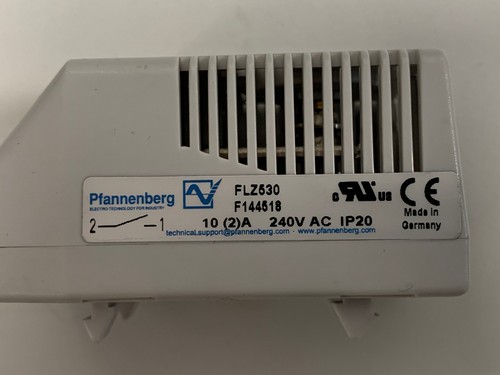 Pfannenberg
ELECTRO-TECHNOLOGY FOR INDUSTRY
FLZ530
F144518
2 1
10 (2)A 240V AC IP20
technical.support@pfannenberg.com - www.pfannenberg.com
c UR us CE
Made in
Germany